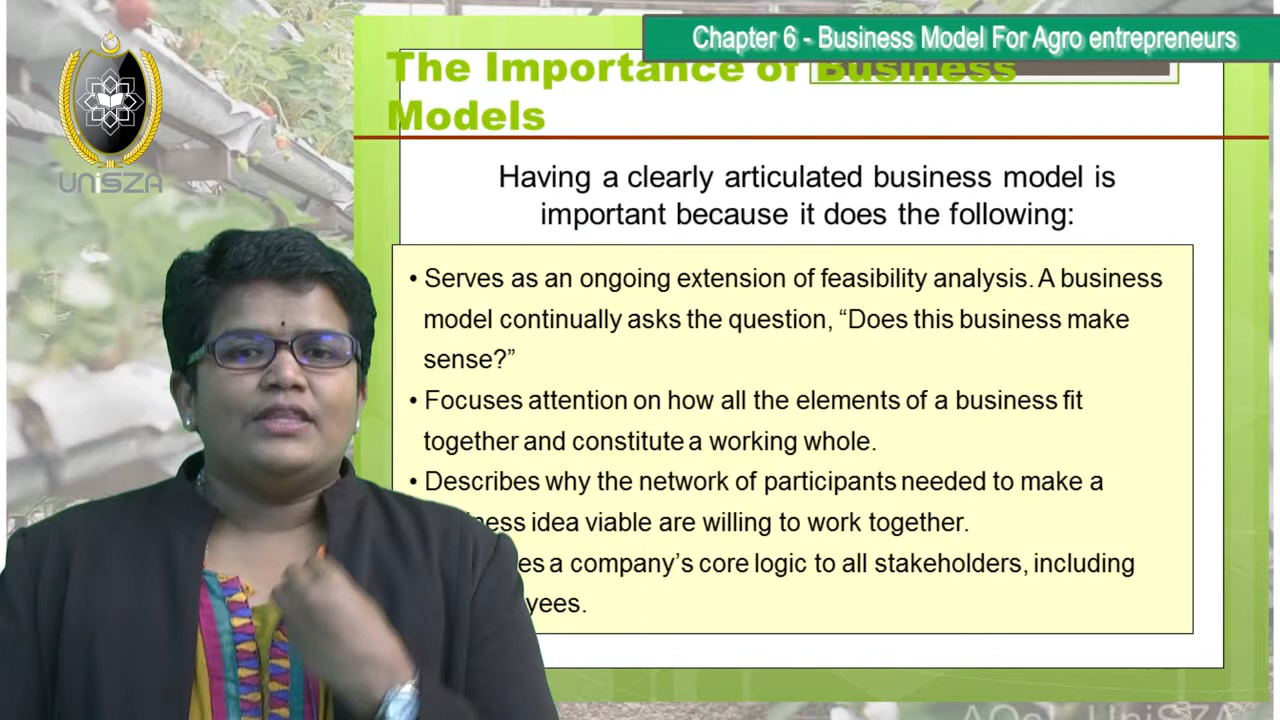 Chapter 6 - Business Model For Agro entrepreneurs
The Importance of Business
Models
UNiSZA
Having a clearly articulated business model is
important because it does the following:
• Serves as an ongoing extension of feasibility analysis. A business
model continually asks the question, “Does this business make
sense?”
• Focuses attention on how all the elements of a business fit
together and constitute a working whole.
• Describes why the network of participants needed to make a
idea viable are willing to work together.
a company’s core logic to all stakeholders, including
UniSZA